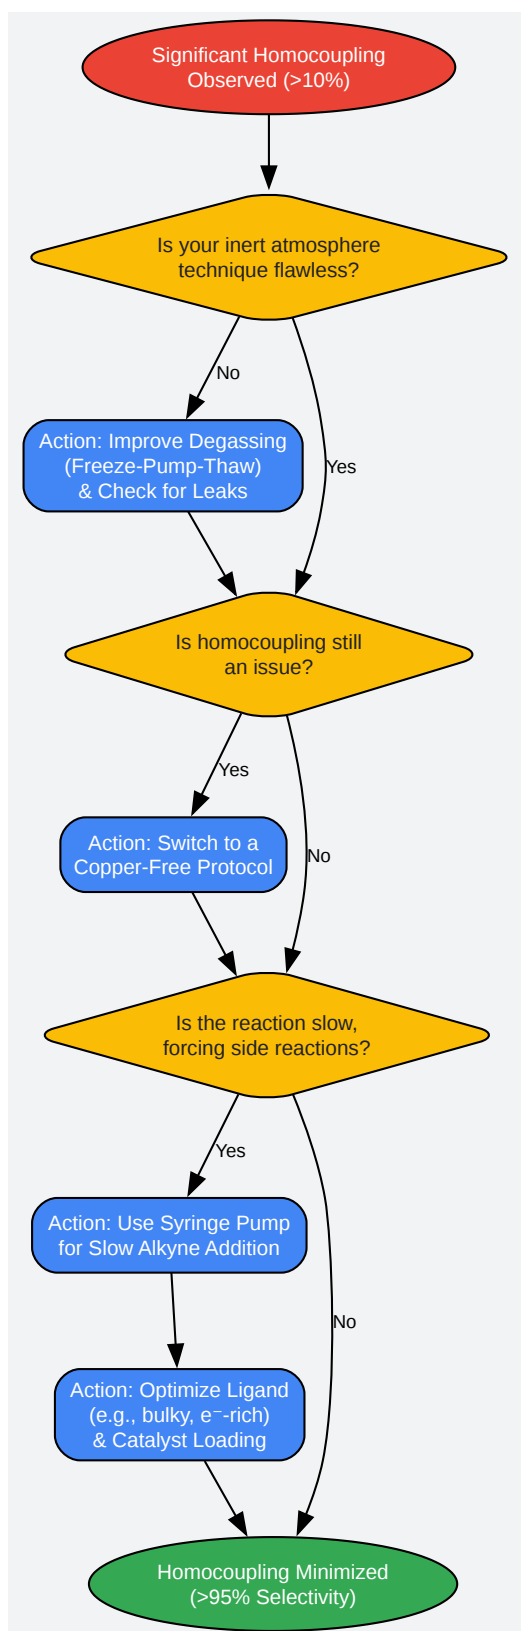 Significant Homocoupling
Observed (>10%)
Is your inert atmosphere
technique flawless?
No
Action: Improve Degassing
(Freeze-Pump-Thaw)
& Check for Leaks
Yes
Is homocoupling still
an issue?
Yes
Action: Switch to a
Copper-Free Protocol
No
Is the reaction slow,
forcing side reactions?
Yes
Action: Use Syringe Pump
for Slow Alkyne Addition
No
Action: Optimize Ligand
(e.g., bulky, e⁻-rich)
& Catalyst Loading
Homocoupling Minimized
(>95% Selectivity)